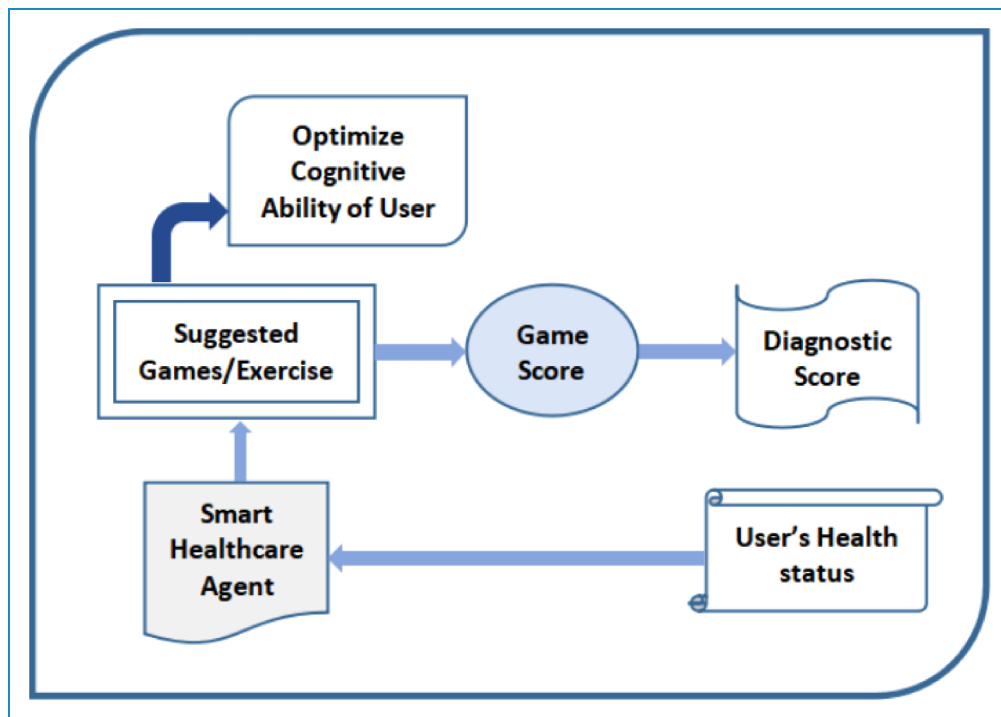 Optimize
Cognitive
Ability of User
Suggested
Games/Exercise
Game
Score
Diagnostic
Score
Smart
Healthcare
Agent
User’s Health
status